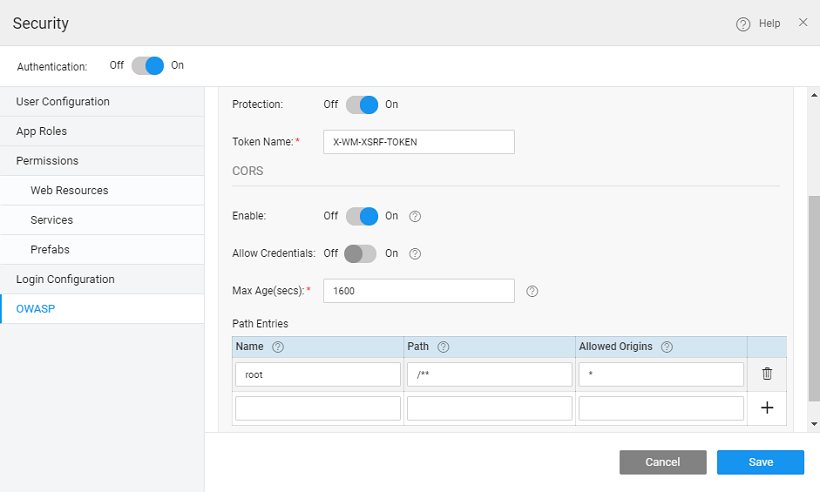 Security
? Help ×
Authentication: Off On
User Configuration
App Roles
Permissions
Web Resources
Services
Prefabs
Login Configuration
OWASP
Protection: Off On
Token Name:* X-WM-XSRF-TOKEN
CORS
Enable: Off On ?
Allow Credentials: Off On ?
Max Age(secs):* 1600 ?
Path Entries
Name ? Path ? Allowed Origins ?
root /** *
+
Cancel Save